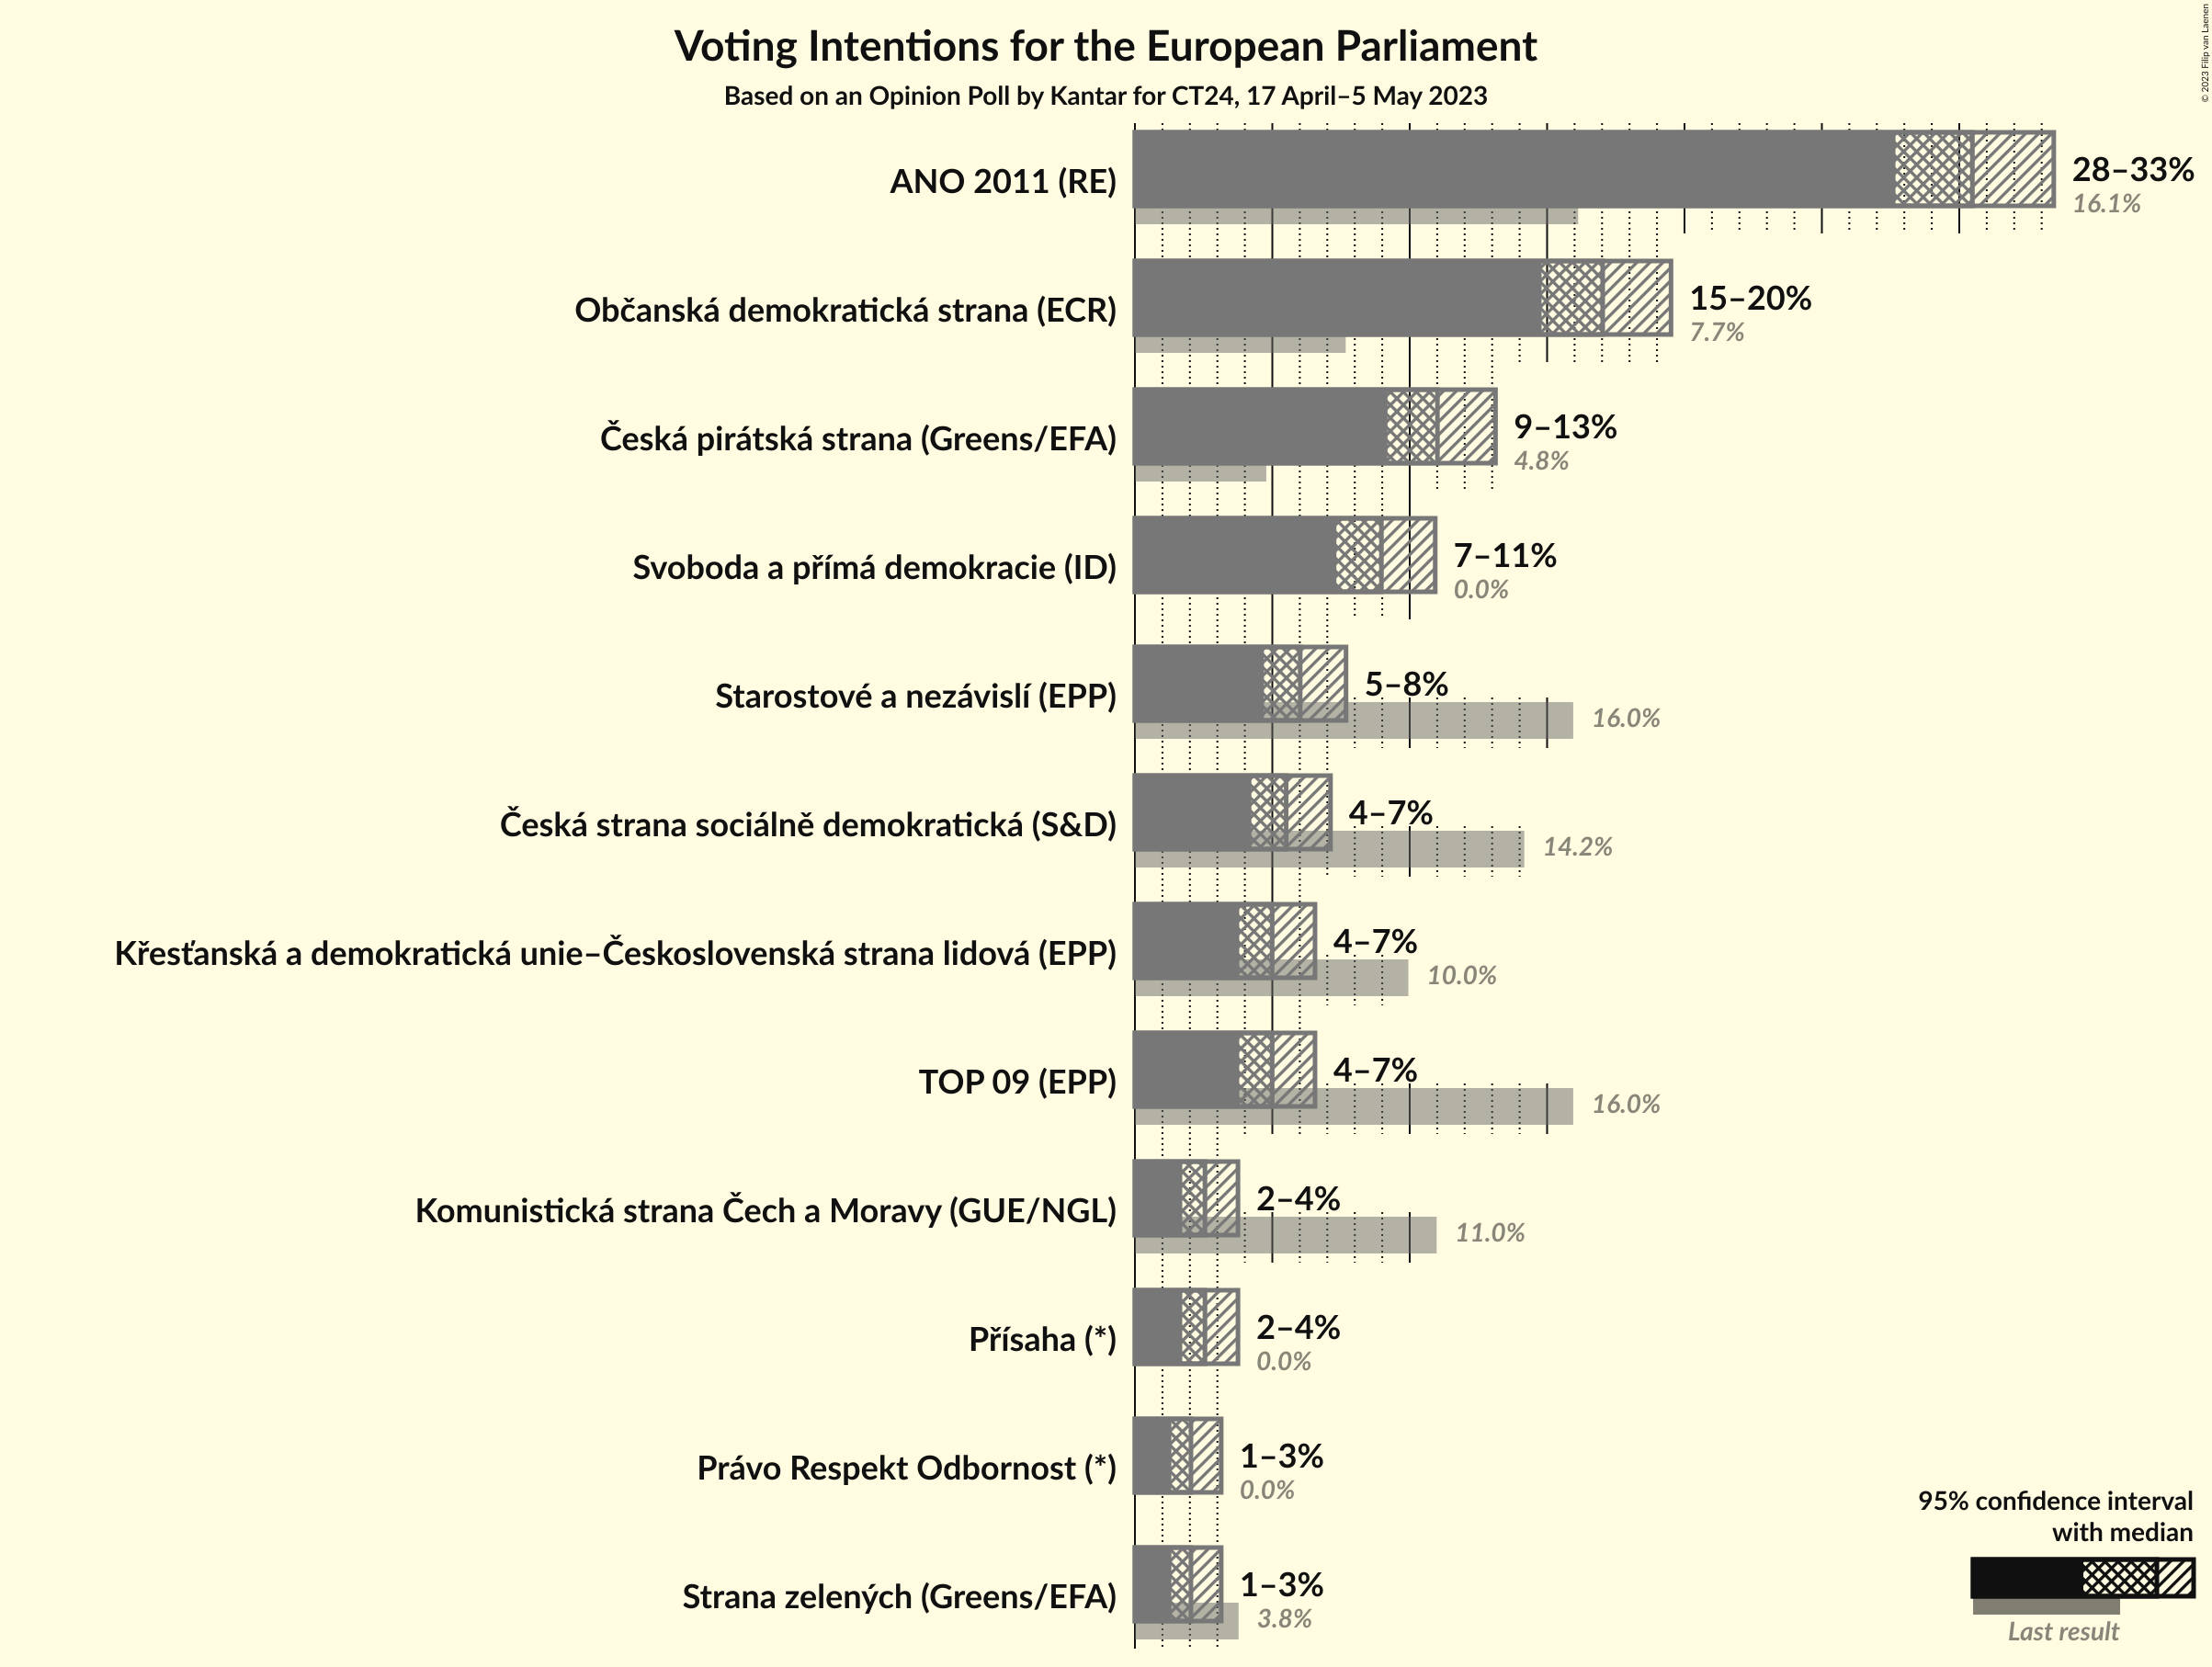 Voting Intentions for the European Parliament
Based on an Opinion Poll by Kantar for CT24, 17 April–5 May 2023
© 2023 Filip van Laenen
ANO 2011 (RE)
28–33%
16.1%
Občanská demokratická strana (ECR)
15–20%
7.7%
Česká pirátská strana (Greens/EFA)
9–13%
4.8%
Svoboda a přímá demokracie (ID)
7–11%
0.0%
Starostové a nezávislí (EPP)
5–8%
16.0%
Česká strana sociálně demokratická (S&D)
4–7%
14.2%
Křesťanská a demokratická unie–Československá strana lidová (EPP)
4–7%
10.0%
TOP 09 (EPP)
4–7%
16.0%
Komunistická strana Čech a Moravy (GUE/NGL)
2–4%
11.0%
Přísaha (*)
2–4%
0.0%
Právo Respekt Odbornost (*)
1–3%
0.0%
Strana zelených (Greens/EFA)
1–3%
3.8%
95% confidence interval
with median
Last result